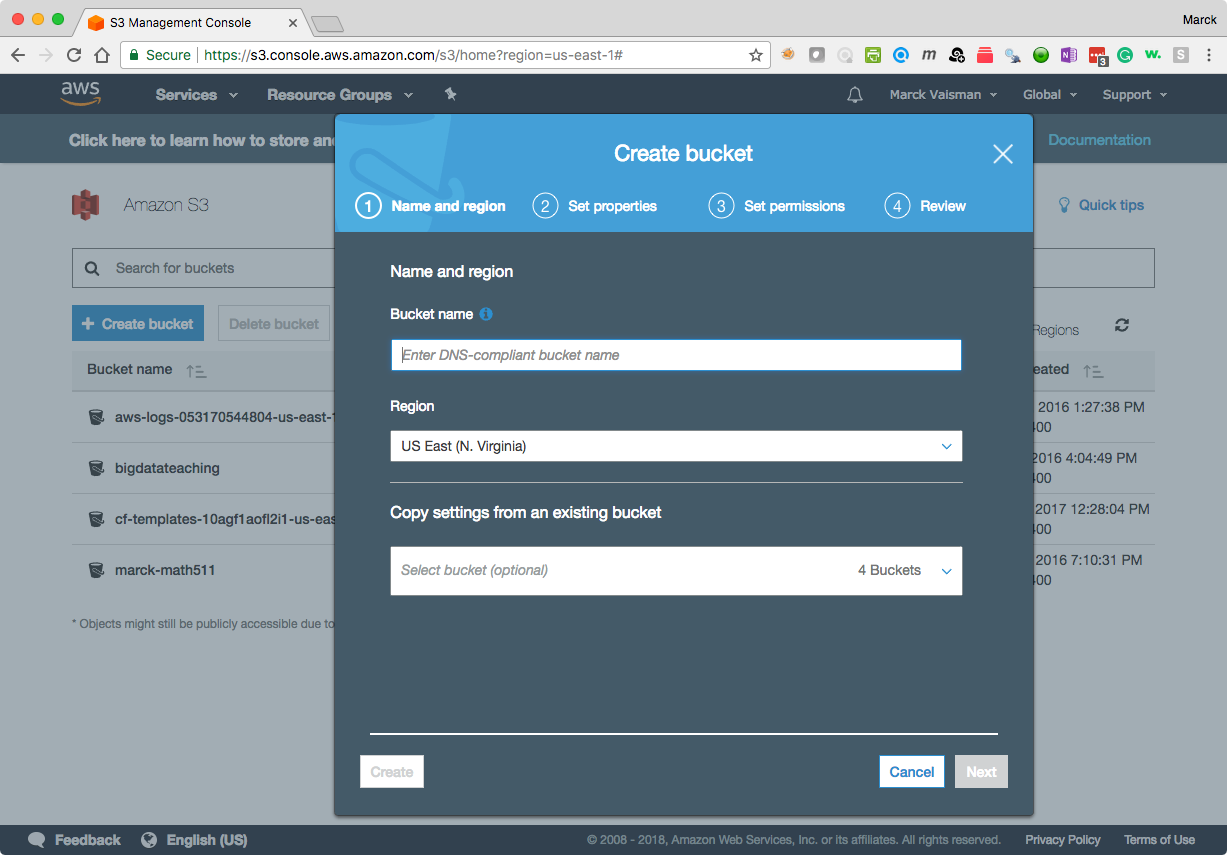 S3 Management Console
Marck
Secure
https://s3.console.aws.amazon.com/s3/home?region=us-east-1#
aws
Services
Resource Groups
Marck Vaisman
Global
Support
Click here to learn how to store and
Documentation
Create bucket
1 Name and region
2 Set properties
3 Set permissions
4 Review
Amazon S3
Quick tips
Search for buckets
+ Create bucket
Delete bucket
Regions
Bucket name
eated
aws-logs-053170544804-us-east-1
2016 1:27:38 PM
400
bigdatateaching
2016 4:04:49 PM
400
cf-templates-10agf1aofl2i1-us-eas
2017 12:28:04 PM
400
marck-math511
2016 7:10:31 PM
400
* Objects might still be publicly accessible due to
Name and region
Bucket name
Enter DNS-compliant bucket name
Region
US East (N. Virginia)
Copy settings from an existing bucket
Select bucket (optional)
4 Buckets
Create
Cancel
Next
Feedback
English (US)
© 2008 - 2018, Amazon Web Services, Inc. or its affiliates. All rights reserved.
Privacy Policy
Terms of Use